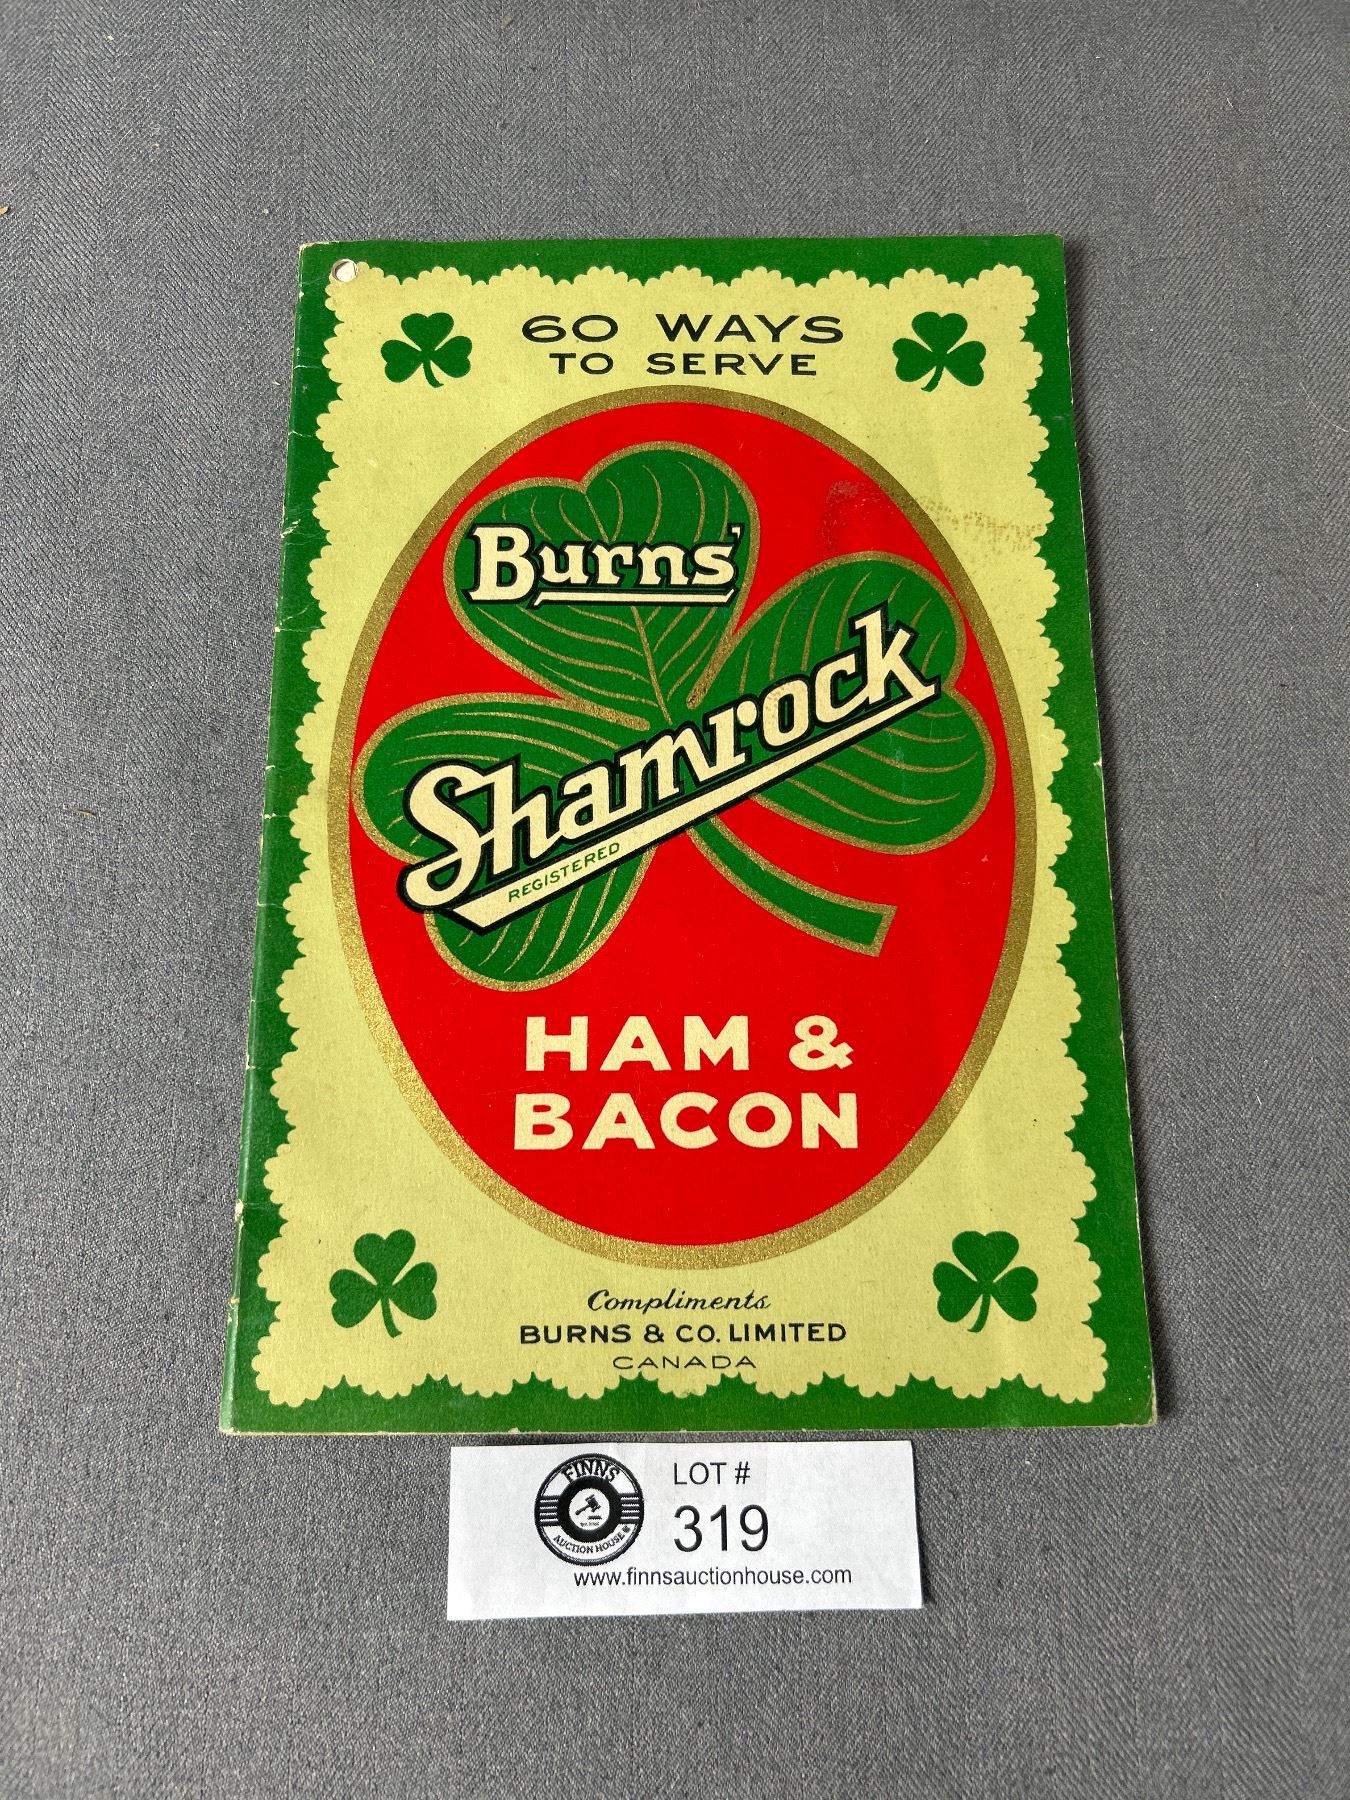 60 WAYS
TO SERVE
Burns'
Shamrock
REGISTERED
HAM &
BACON
Compliments
BURNS & CO. LIMITED
CANADA
FINNS
AUCTION HOUSE
LOT #
319
www.finnsauctionhouse.com